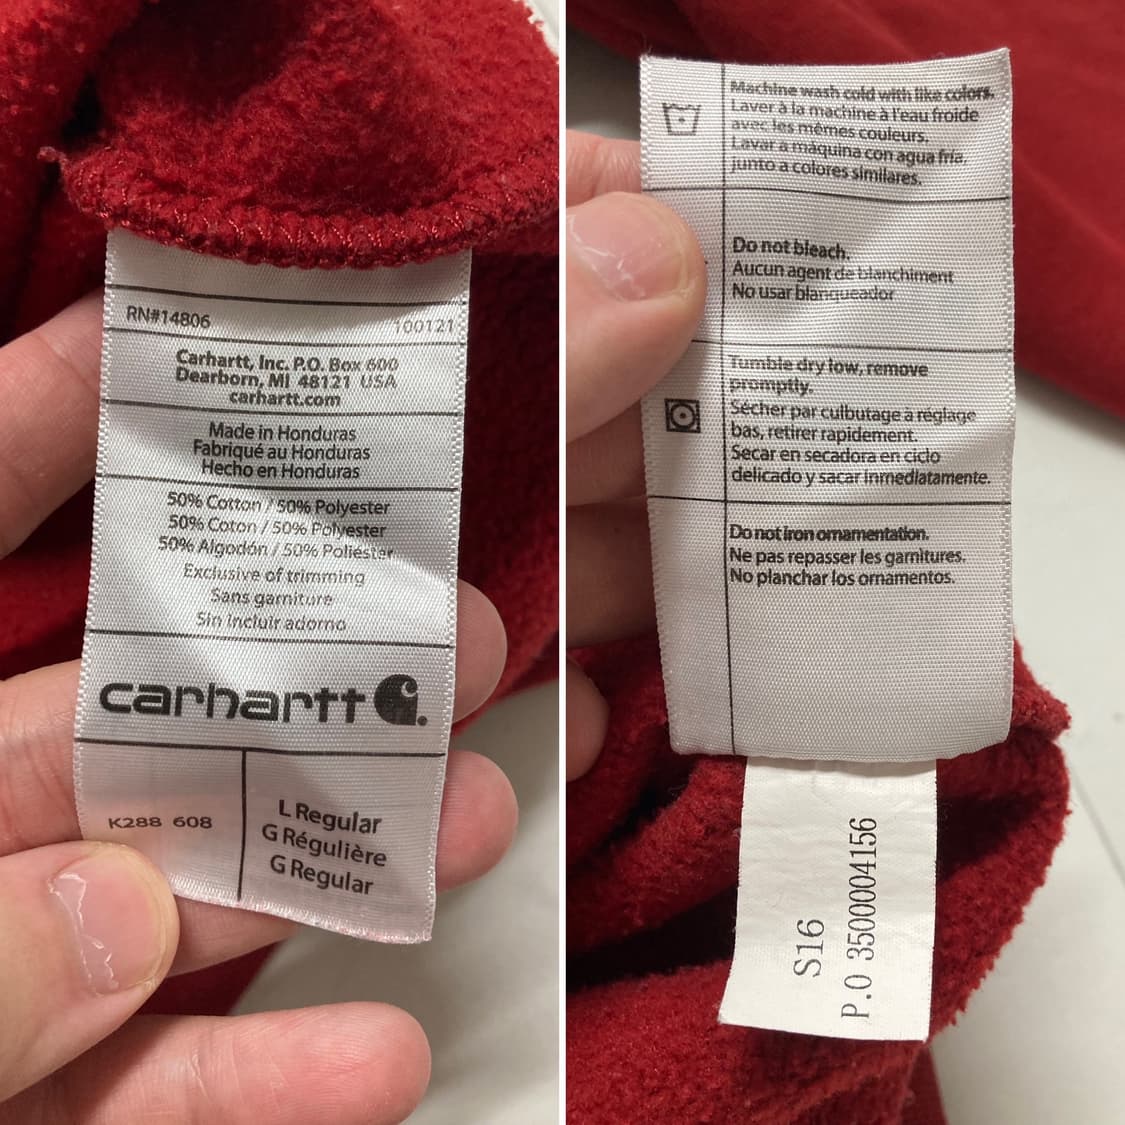 RN#14806 100121
Carhartt, Inc. P.O. Box 600
Dearborn, MI 48121 USA
carhartt.com
Made in Honduras
Fabriqué au Honduras
Hecho en Honduras
50% Cotton / 50% Polyester
50% Coton / 50% Polyester
50% Algodón / 50% Poliéster
Exclusive of trimming
Sans garniture
Sin incluir adorno
carhartt
K288 608
L Regular
G Régulière
G Regular
Machine wash cold with like colors.
Laver à la machine à l'eau froide
avec les mêmes couleurs.
Lavar a máquina con agua fría.
junto a colores similares.
Do not bleach.
Aucun agent de blanchiment
No usar blanqueador
Tumble dry low, remove
promptly.
Sécher par culbutage à réglage
bas, retirer rapidement.
Secar en secadora en ciclo
delicado y sacar inmediatamente.
Do not iron ornamentation.
Ne pas repasser les garnitures.
No planchar los ornamentos.
S16
P.O 3500004156